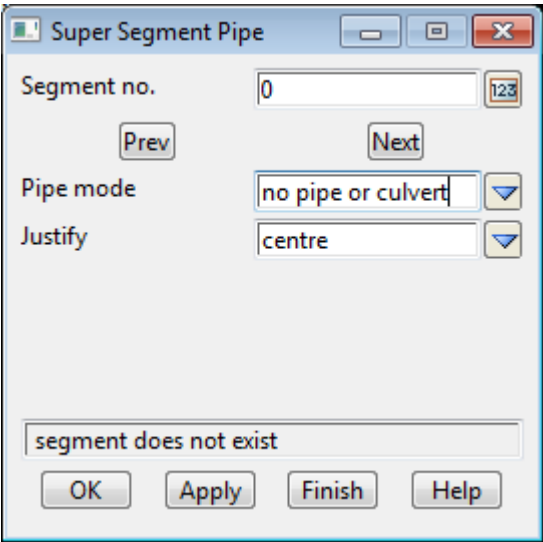 Super Segment Pipe
Segment no. 0 123
Prev Next
Pipe mode no pipe or culvert
Justify centre
segment does not exist
OK Apply Finish Help